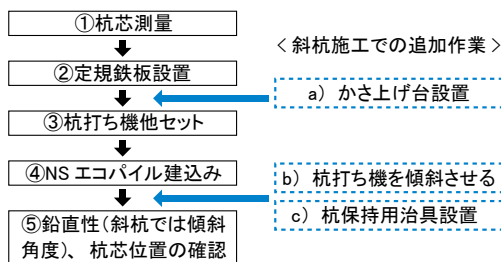 ①杭芯測量
<斜杭施工での追加作業>
②定規鉄板設置
a) かさ上げ台設置
③杭打ち機他セット
④NS エコパイル建込み
b) 杭打ち機を傾斜させる
c) 杭保持用治具設置
⑤鉛直性(斜杭では傾斜
角度)、杭芯位置の確認